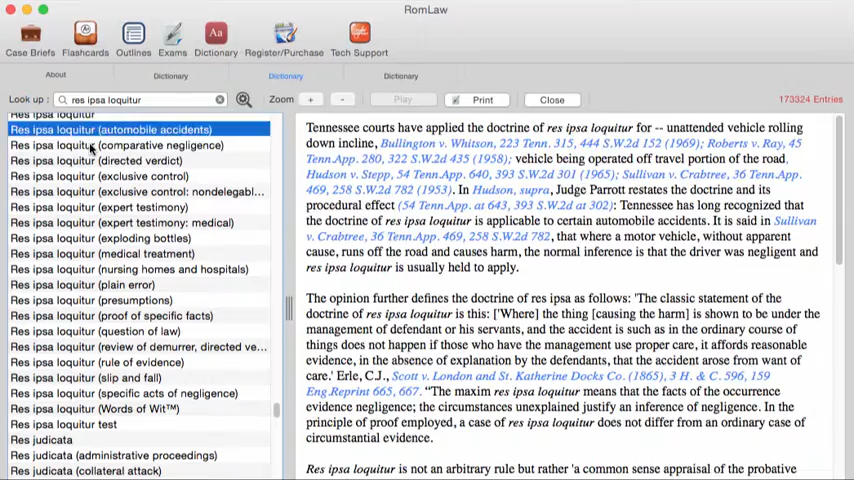 RomLaw
Case Briefs
Flashcards
Outlines
Exams
Aa
Dictionary
Register/Purchase
Tech Support
About
Dictionary
Dictionary
Dictionary
Look up :
res ipsa loquitur
Zoom
+
-
Play
Print
Close
173324 Entries
Res ipsa loquitur
Res ipsa loquitur (automobile accidents)
Res ipsa loquitur (comparative negligence)
Res ipsa loquitur (directed verdict)
Res ipsa loquitur (exclusive control)
Res ipsa loquitur (exclusive control: nondelegabl...
Res ipsa loquitur (expert testimony)
Res ipsa loquitur (expert testimony: medical)
Res ipsa loquitur (exploding bottles)
Res ipsa loquitur (medical treatment)
Res ipsa loquitur (nursing homes and hospitals)
Res ipsa loquitur (plain error)
Res ipsa loquitur (presumptions)
Res ipsa loquitur (proof of specific facts)
Res ipsa loquitur (question of law)
Res ipsa loquitur (review of demurrer, directed ve...
Res ipsa loquitur (rule of evidence)
Res ipsa loquitur (slip and fall)
Res ipsa loquitur (specific acts of negligence)
Res ipsa loquitur (Words of Wit™)
Res ipsa loquitur test
Res judicata
Res judicata (administrative proceedings)
Res judicata (collateral attack)
Tennessee courts have applied the doctrine of res ipsa loquitur for -- unattended vehicle rolling
down incline, Bullington v. Whitson, 223 Tenn. 315, 444 S.W.2d 152 (1969); Roberts v. Ray, 45
Tenn.App. 280, 322 S.W.2d 435 (1958); vehicle being operated off travel portion of the road,
Hudson v. Stepp, 54 Tenn.App. 640, 393 S.W.2d 301 (1965); Sullivan v. Crabtree, 36 Tenn.App.
469, 258 S.W.2d 782 (1953). In Hudson, supra, Judge Parrott restates the doctrine and its
procedural effect (54 Tenn.App. at 643, 393 S.W.2d at 302): Tennessee has long recognized that
the doctrine of res ipsa loquitur is applicable to certain automobile accidents. It is said in Sullivan
v. Crabtree, 36 Tenn.App. 469, 258 S.W.2d 782, that where a motor vehicle, without apparent
cause, runs off the road and causes harm, the normal inference is that the driver was negligent and
res ipsa loquitur is usually held to apply.
The opinion further defines the doctrine of res ipsa as follows: 'The classic statement of the
doctrine of res ipsa loquitur is this: ['Where] the thing [causing the harm] is shown to be under the
management of defendant or his servants, and the accident is such as in the ordinary course of
things does not happen if those who have the management use proper care, it affords reasonable
evidence, in the absence of explanation by the defendants, that the accident arose from want of
care.' Erle, C.J., Scott v. London and St. Katherine Docks Co. (1865), 3 H. & C. 596, 159
Eng.Reprint 665, 667. “The maxim res ipsa loquitur means that the facts of the occurrence
evidence negligence; the circumstances unexplained justify an inference of negligence. In the
principle of proof employed, a case of res ipsa loquitur does not differ from an ordinary case of
circumstantial evidence.
Res ipsa loquitur is not an arbitrary rule but rather 'a common sense appraisal of the probative